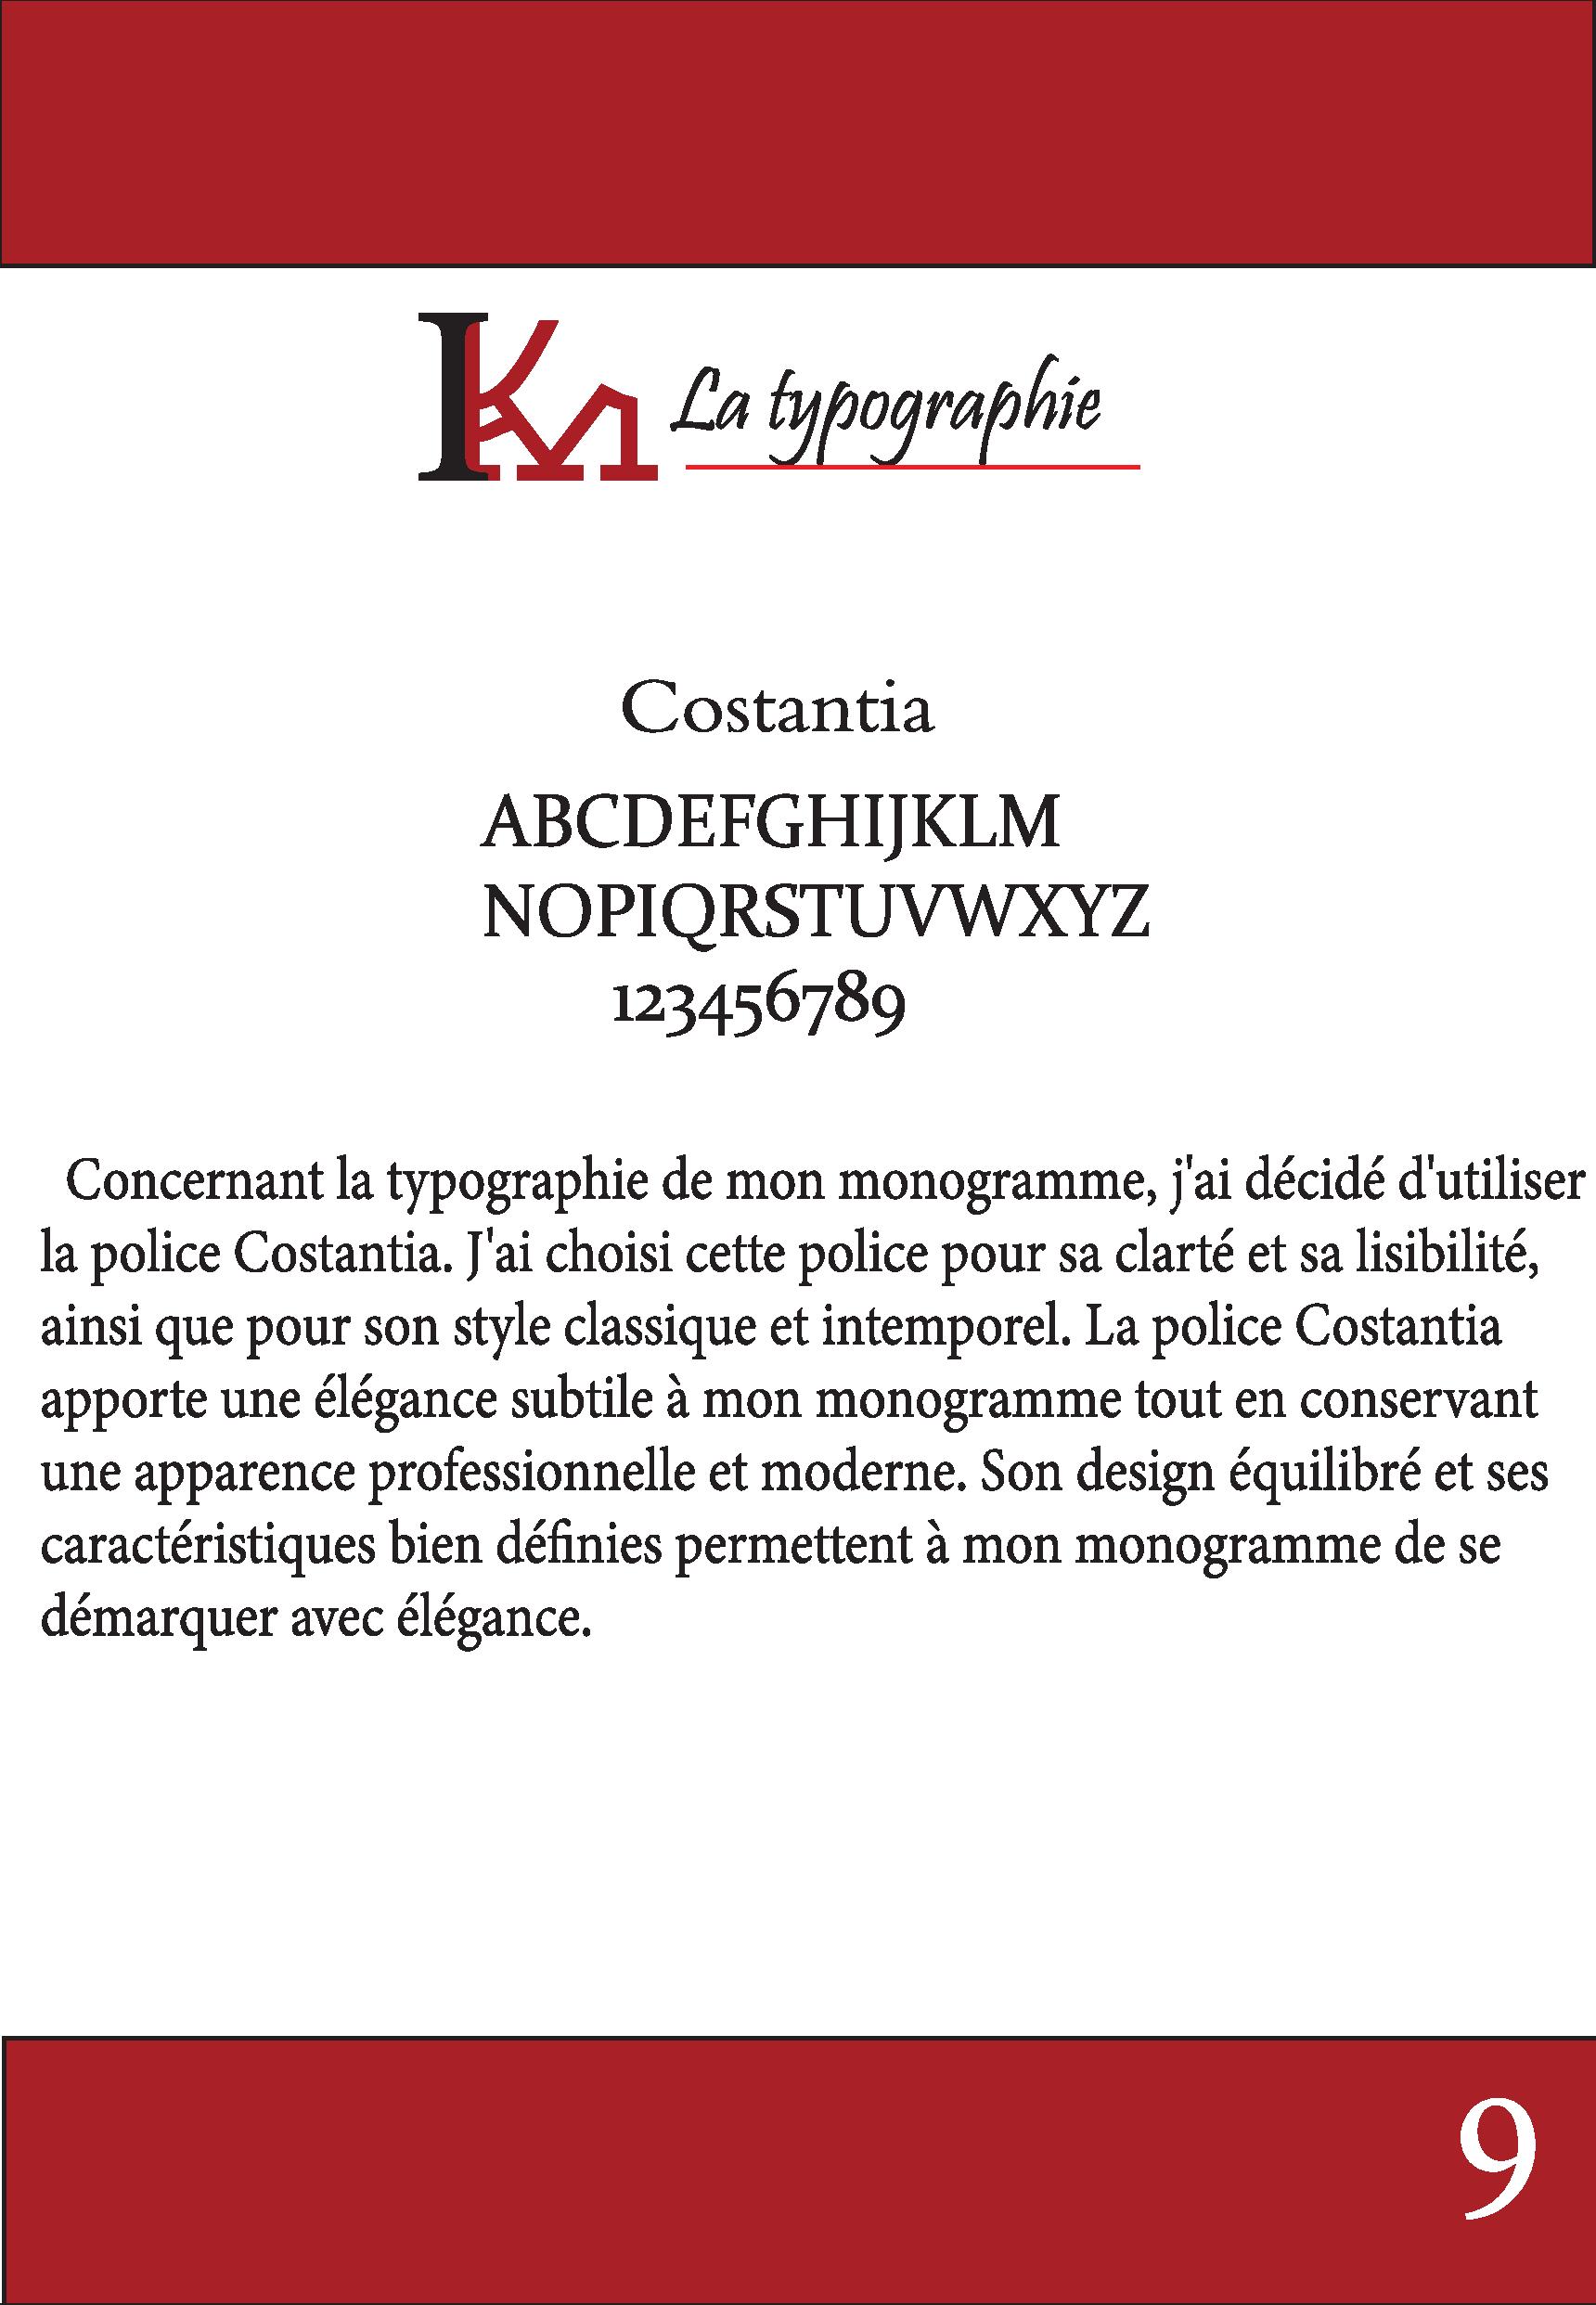 KM La typographie
Costantia
ABCDEFGHIJKLM
NOPIQRSTUVWXYZ
123456789
Concernant la typographie de mon monogramme, j'ai décidé d'utiliser
la police Costantia. J'ai choisi cette police pour sa clarté et sa lisibilité,
ainsi que pour son style classique et intemporel. La police Costantia
apporte une élégance subtile à mon monogramme tout en conservant
une apparence professionnelle et moderne. Son design équilibré et ses
caractéristiques bien définies permettent à mon monogramme de se
démarquer avec élégance.
9